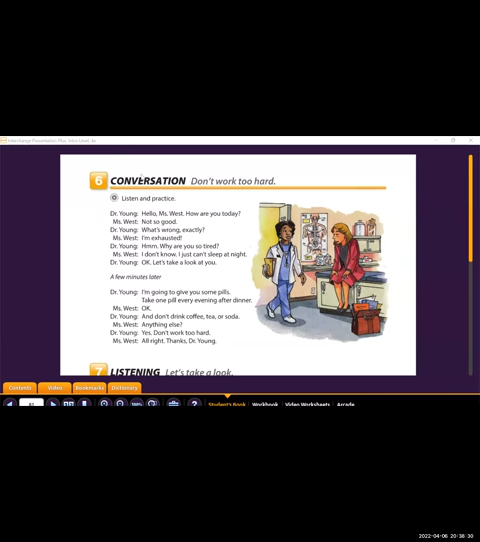 Interchange Presentation Plus Intro Level, 4e
6 CONVERSATION Don't work too hard.
Listen and practice.
Dr. Young: Hello, Ms. West. How are you today?
Ms. West: Not so good.
Dr. Young: What's wrong, exactly?
Ms. West: I'm exhausted!
Dr. Young: Hmm. Why are you so tired?
Ms. West: I don't know. I just can't sleep at night.
Dr. Young: OK. Let's take a look at you.
A few minutes later
Dr. Young: I'm going to give you some pills.
Take one pill every evening after dinner.
Ms. West: OK.
Dr. Young: And don't drink coffee, tea, or soda.
Ms. West: Anything else?
Dr. Young: Yes. Don't work too hard.
Ms. West: All right. Thanks, Dr. Young.
7 LISTENING Let's take a look.
Contents Video Bookmarks Dictionary
Student's Book Workbook Video Worksheets Arcade
2022-04-06 20:38:30